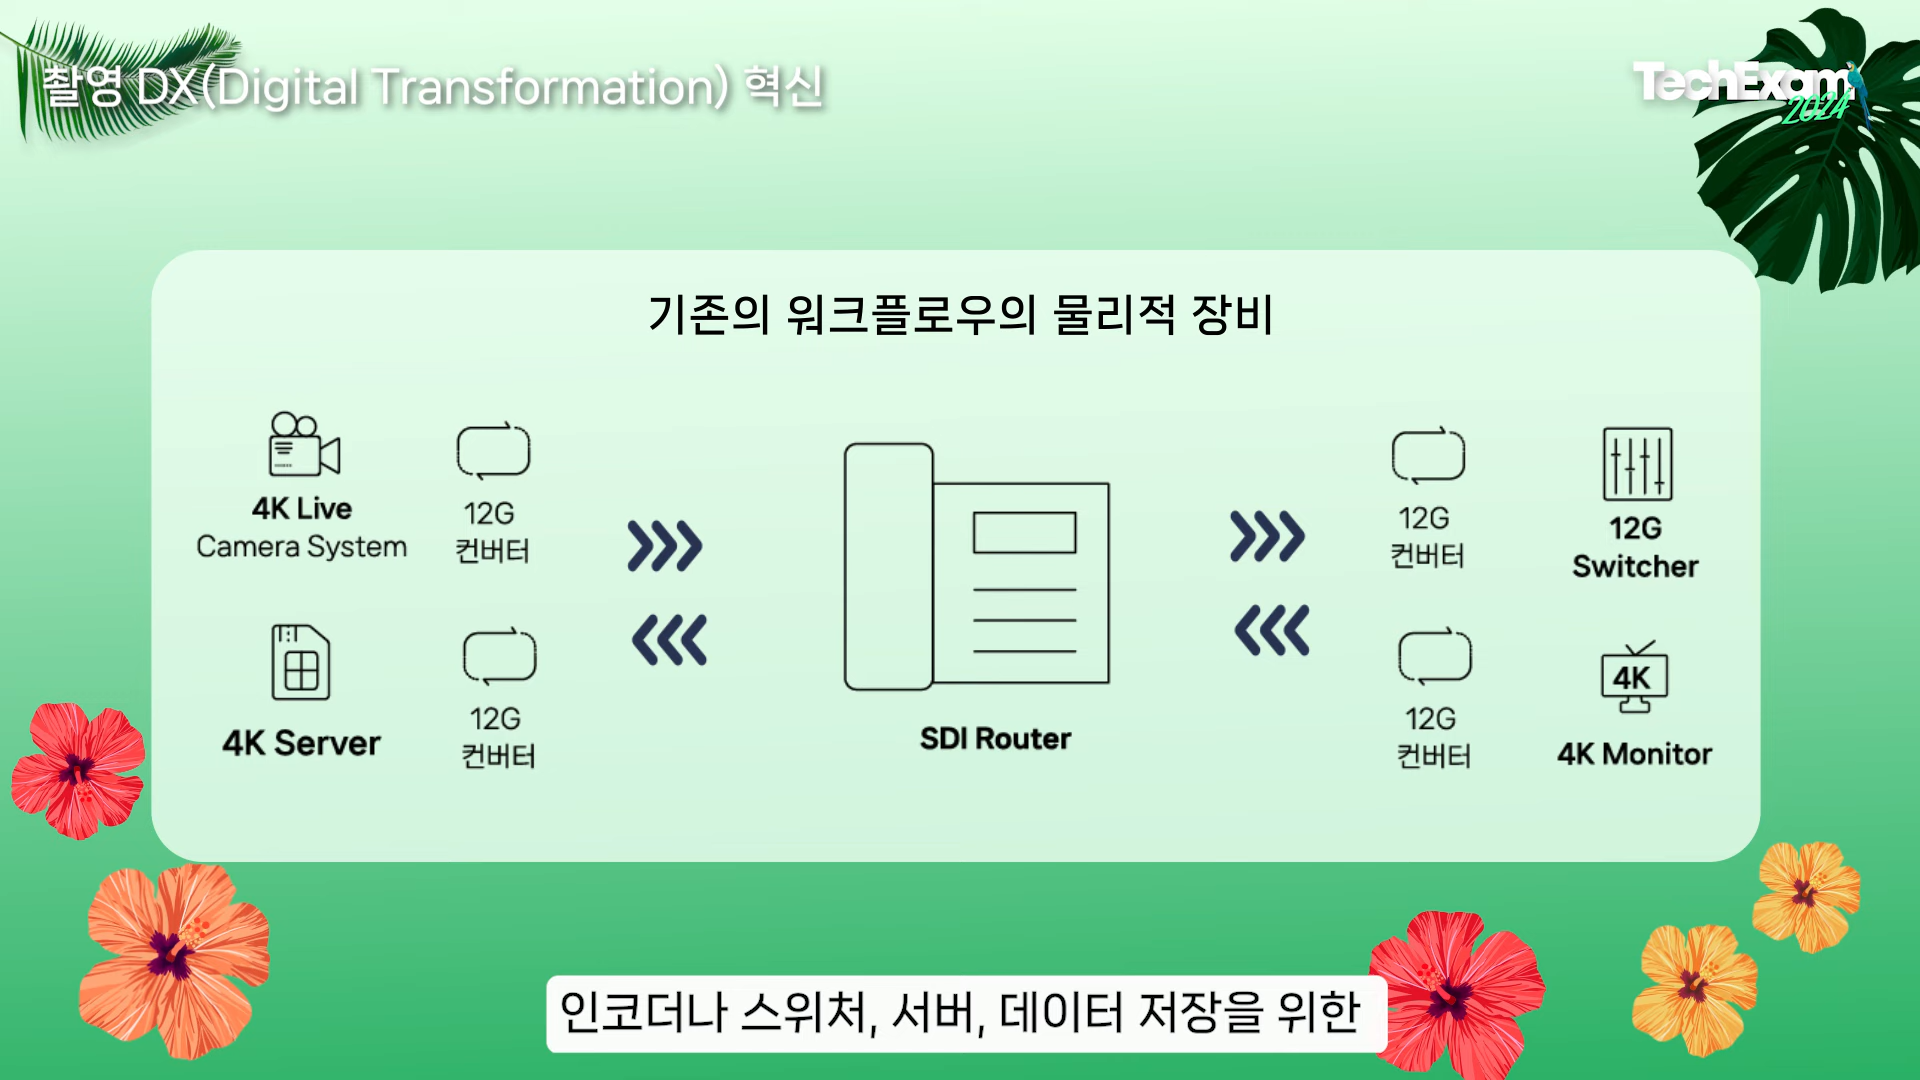 촬영 DX(Digital Transformation) 혁신
TechExam
2024
기존의 워크플로우의 물리적 장비
4K Live
Camera System
12G
컨버터
4K Server
12G
컨버터
SDI Router
12G
컨버터
12G
Switcher
12G
컨버터
4K
4K Monitor
인코더나 스위처, 서버, 데이터 저장을 위한